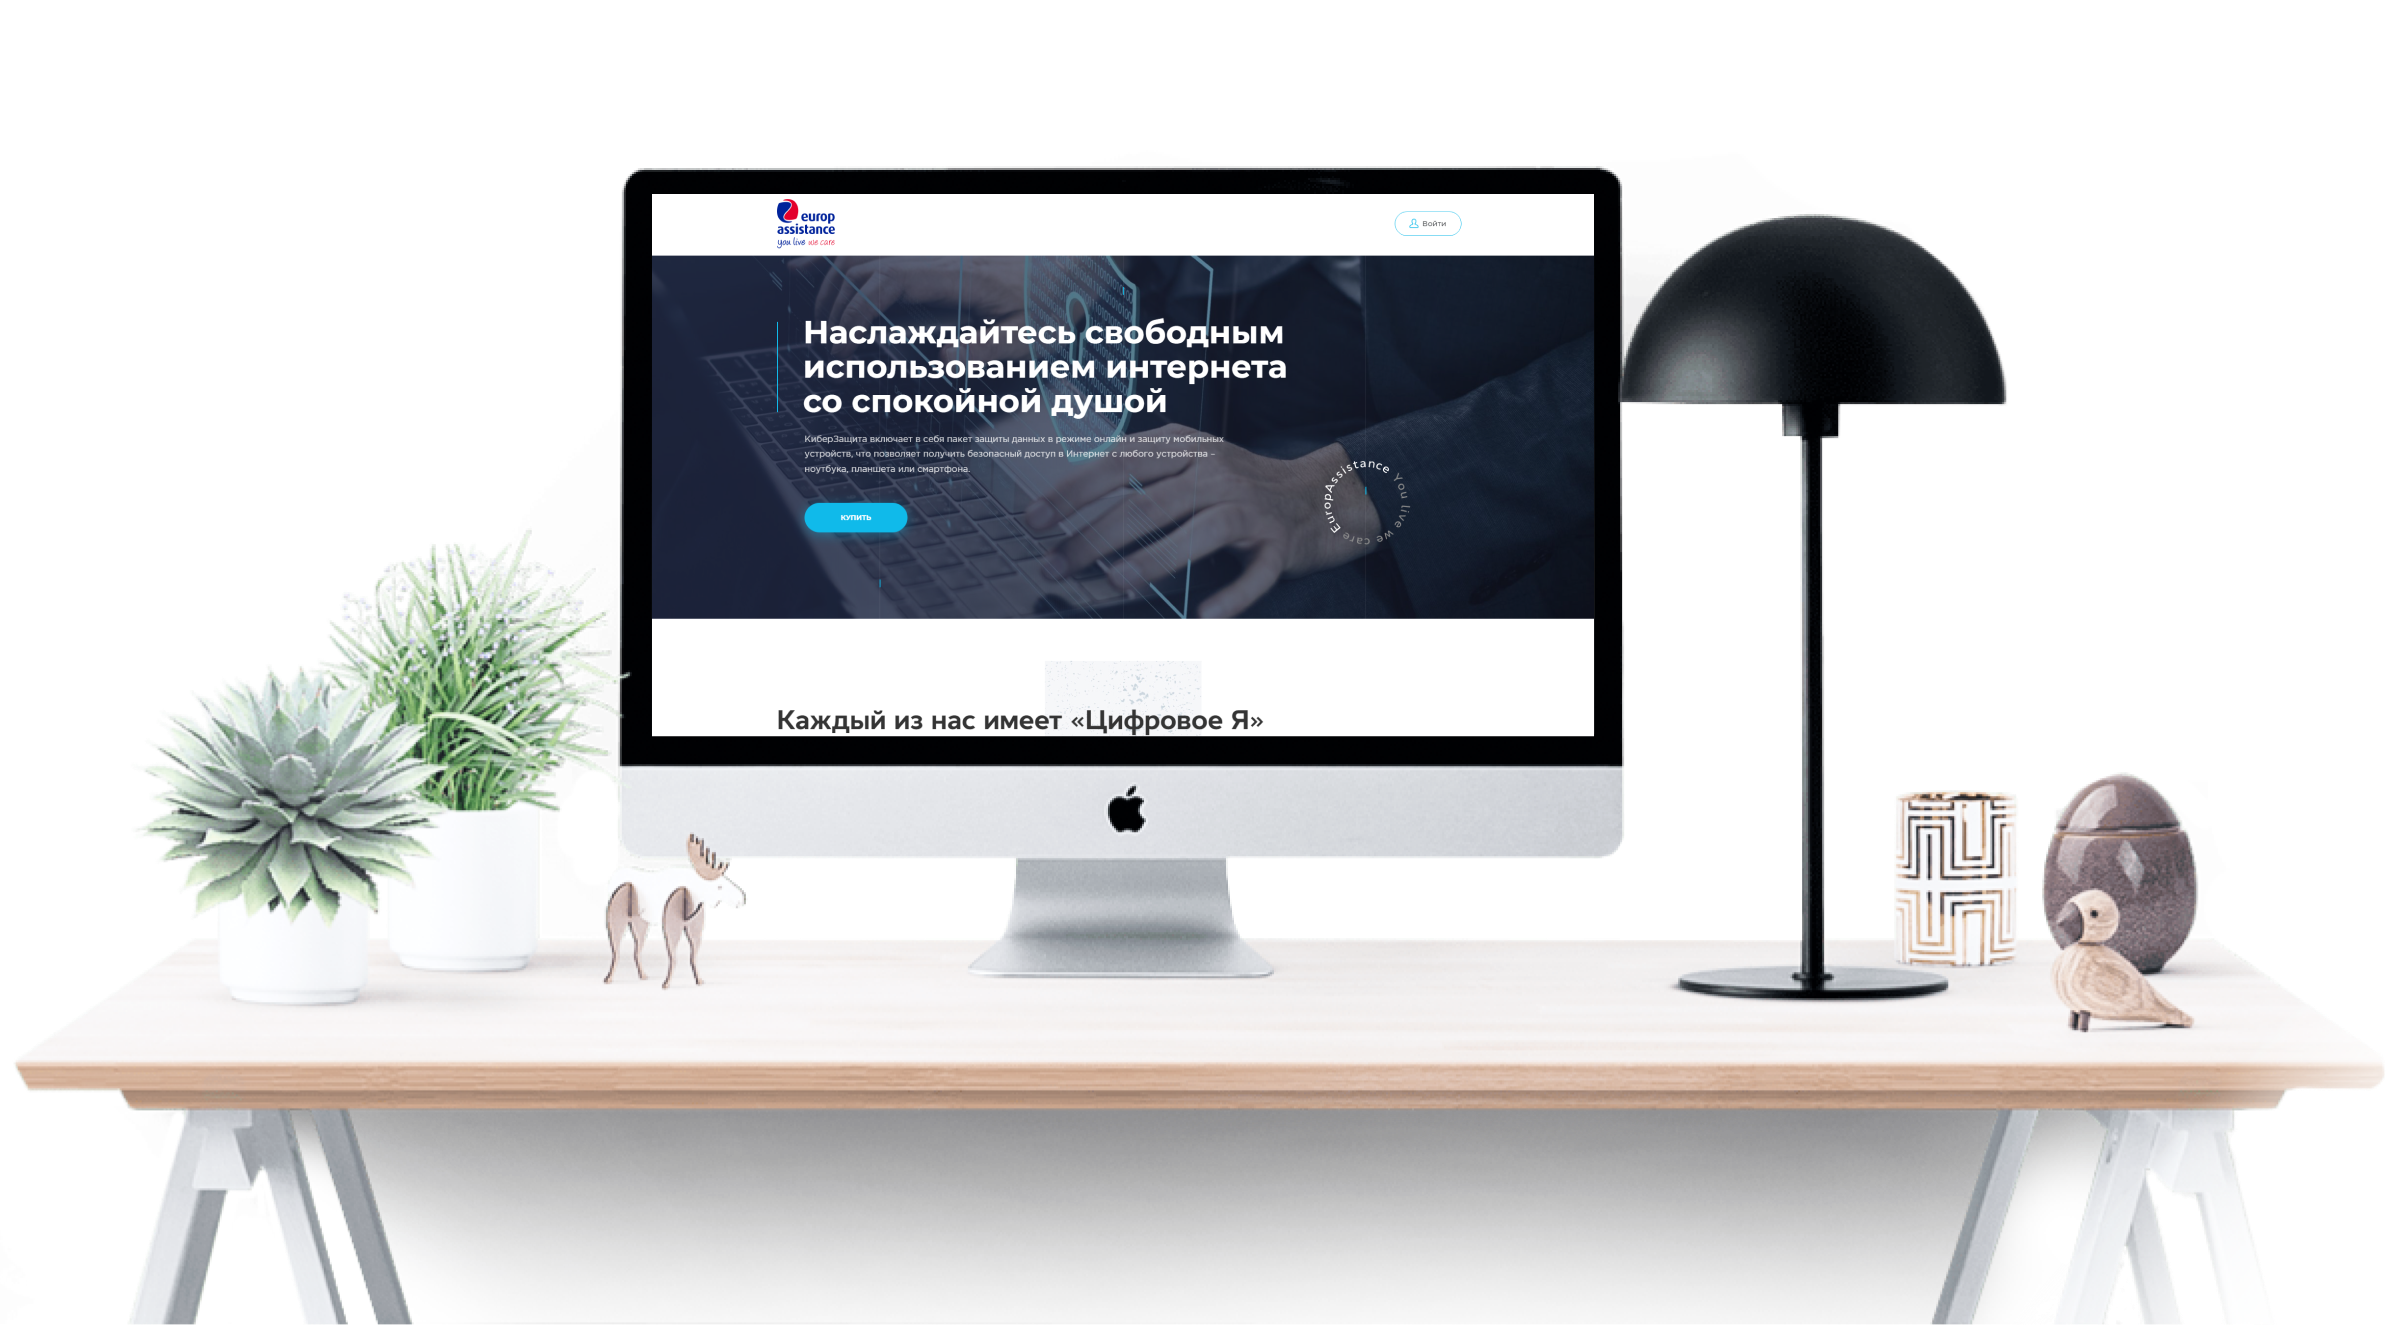 europ
assistance
you live we care
Войти
Наслаждайтесь свободным
использованием интернета
со спокойной душой
КиберЗащита включает в себя пакет защиты данных в режиме онлайн и защиту мобильных
устройств, что позволяет получить безопасный доступ в Интернет с любого устройства –
ноутбука, планшета или смартфона.
EuropAssistance You live we care
КУПИТЬ
Каждый из нас имеет «Цифровое Я»